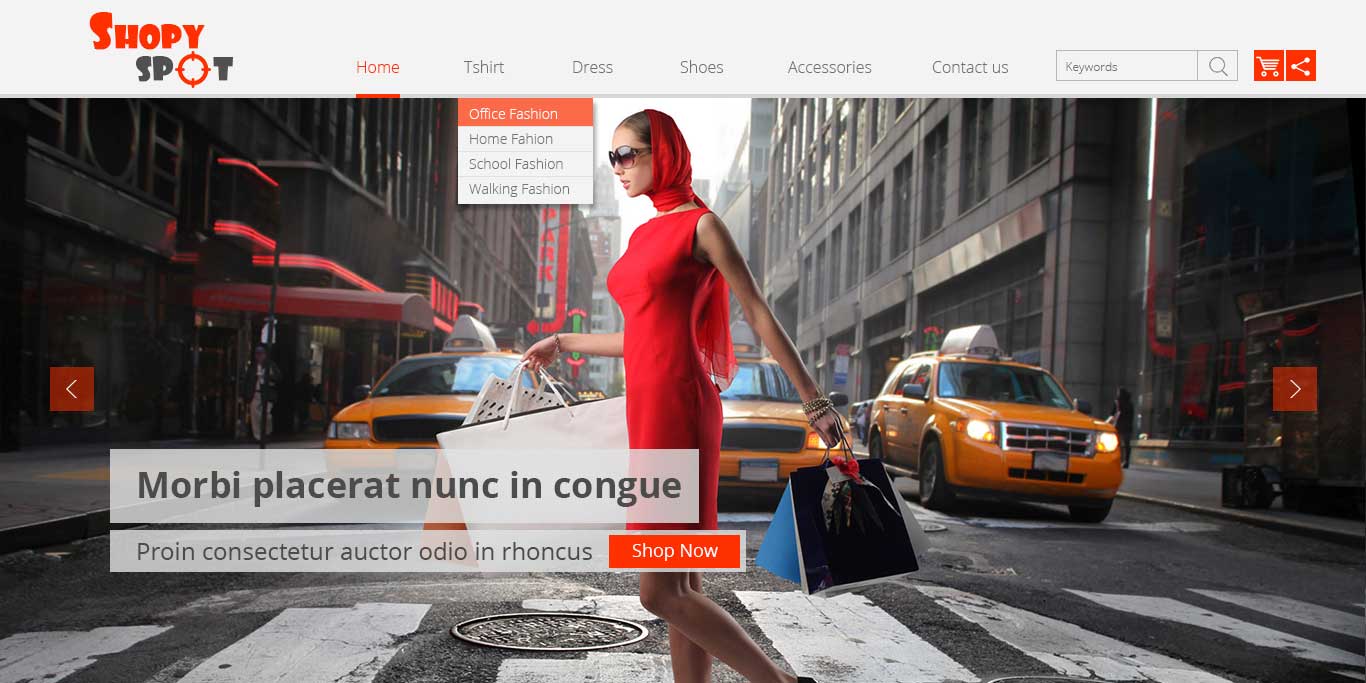 SHOPY
SPOT
Home Tshirt Dress Shoes Accessories Contact us
Keywords
Office Fashion
Home Fahion
School Fashion
Walking Fashion
PARK
Morbi placerat nunc in congue
Proin consectetur auctor odio in rhoncus Shop Now